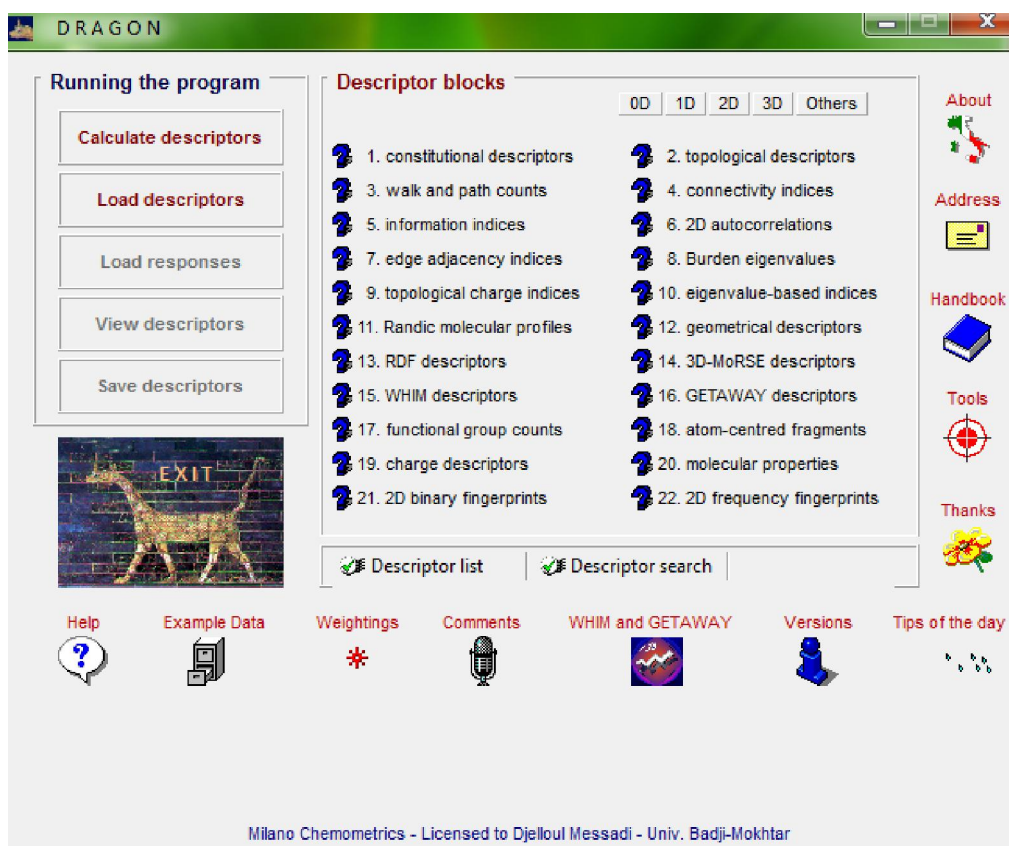 DRAGON
Running the program
Calculate descriptors
Load descriptors
Load responses
View descriptors
Save descriptors
EXIT
Descriptor blocks
0D 1D 2D 3D Others
1. constitutional descriptors
2. topological descriptors
3. walk and path counts
4. connectivity indices
5. information indices
6. 2D autocorrelations
7. edge adjacency indices
8. Burden eigenvalues
9. topological charge indices
10. eigenvalue-based indices
11. Randic molecular profiles
12. geometrical descriptors
13. RDF descriptors
14. 3D-MoRSE descriptors
15. WHIM descriptors
16. GETAWAY descriptors
17. functional group counts
18. atom-centred fragments
19. charge descriptors
20. molecular properties
21. 2D binary fingerprints
22. 2D frequency fingerprints
Descriptor list
Descriptor search
About
Address
Handbook
Tools
Thanks
Help
Example Data
Weightings
Comments
WHIM and GETAWAY
Versions
Tips of the day
Milano Chemometrics - Licensed to Djelloul Messadi - Univ. Badji-Mokhtar